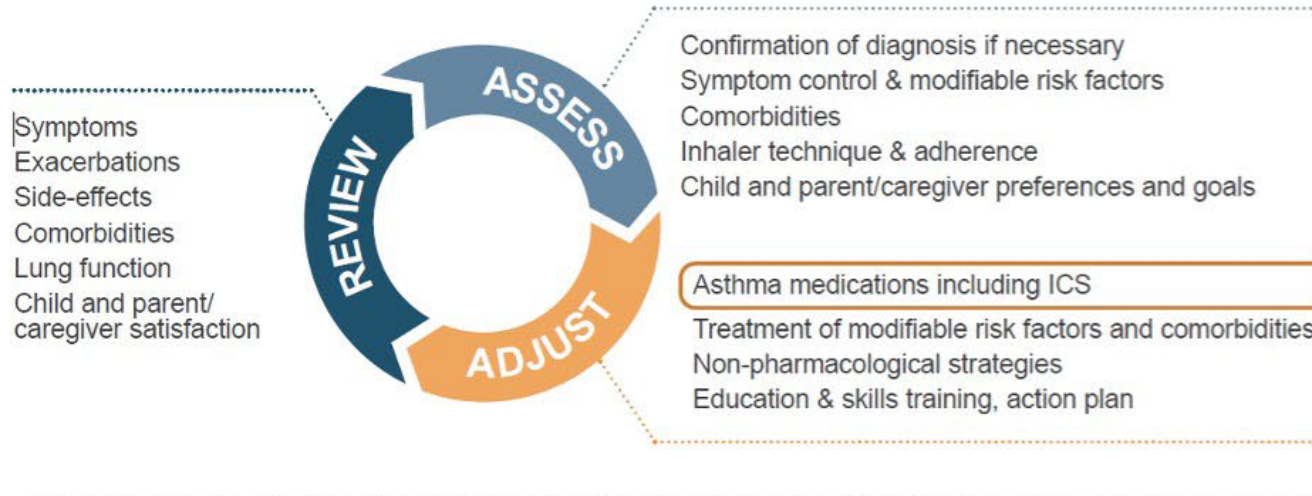 ASSESS
Confirmation of diagnosis if necessary
Symptom control & modifiable risk factors
Comorbidities
Inhaler technique & adherence
Child and parent/caregiver preferences and goals
REVIEW
Symptoms
Exacerbations
Side-effects
Comorbidities
Lung function
Child and parent/
caregiver satisfaction
ADJUST
Asthma medications including ICS
Treatment of modifiable risk factors and comorbidities
Non-pharmacological strategies
Education & skills training, action plan